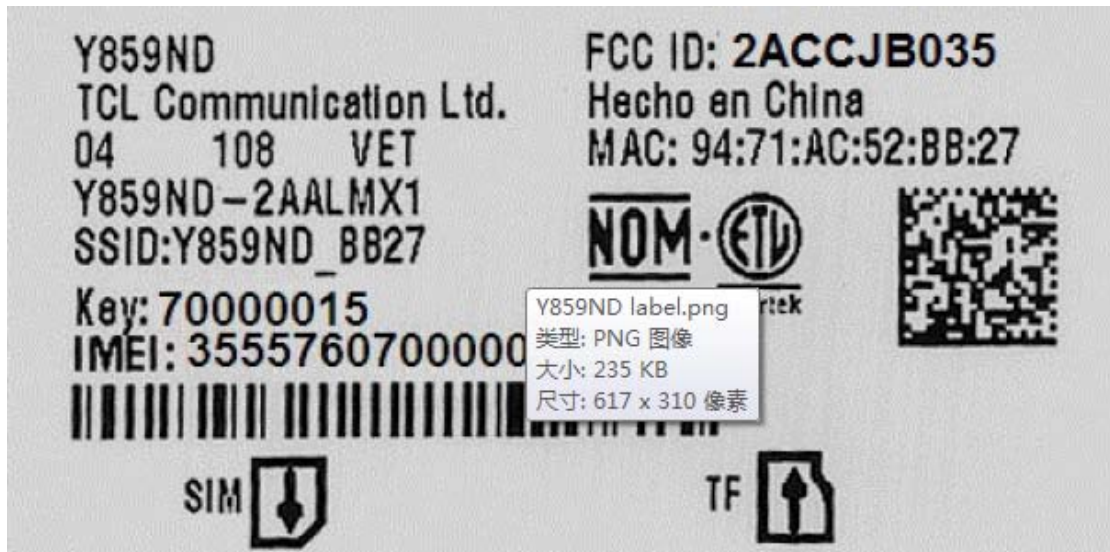 Y859ND
TCL Communication Ltd.
04 108 VET
Y859ND-2AALMX1
SSID:Y859ND_BB27
Key: 70000015
IMEI: 3555760700000
FCC ID: 2ACCJB035
Hecho en China
MAC: 94:71:AC:52:BB:27
NOM
ETL
Y859ND label.png
类型: PNG 图像
大小: 235 KB
尺寸: 617 x 310 像素
SIM
TF